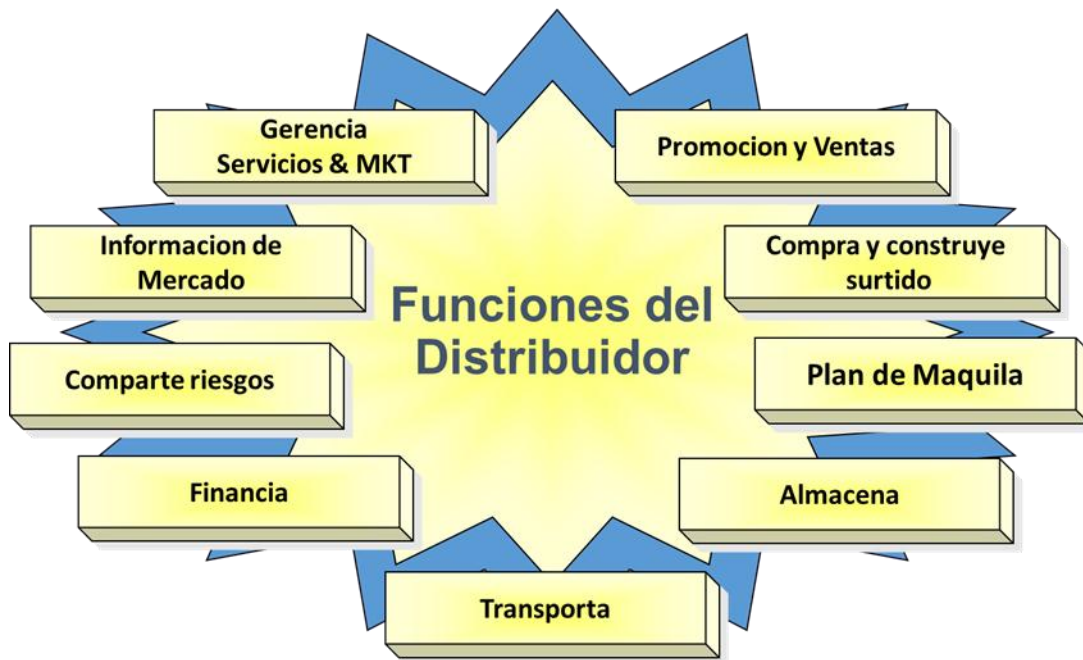 Gerencia
Servicios & MKT
Promocion y Ventas
Informacion de
Mercado
Compra y construye
surtido
Funciones del
Distribuidor
Comparte riesgos
Plan de Maquila
Financia
Almacena
Transporta